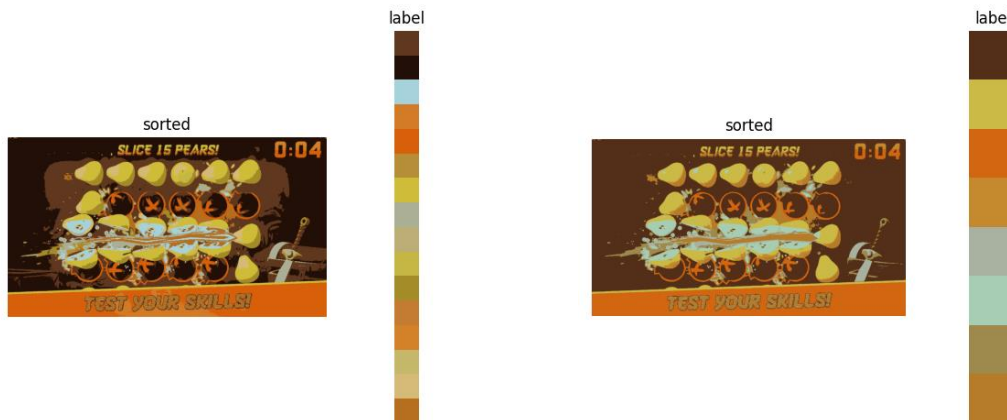 label
label
sorted
sorted
SLICE 15 PEARS!
0:04
SLICE 15 PEARS!
0:04
TEST YOUR SKILLS!
TEST YOUR SKILLS!